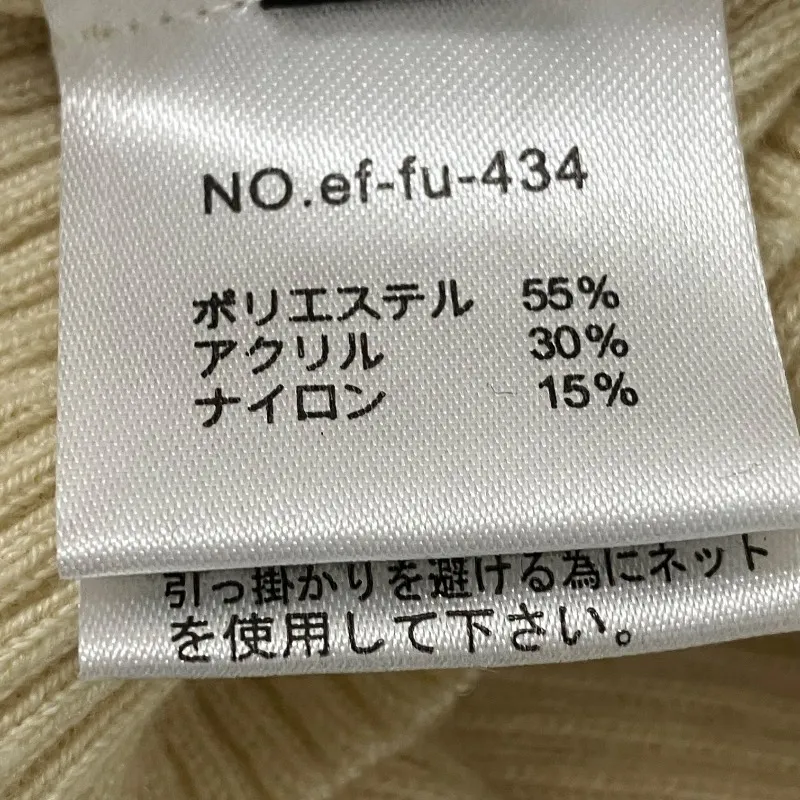 NO.ef-fu-434
ポリエステル 55%
アクリル 30%
ナイロン 15%
引っ掛かりを避ける為にネット
を使用して下さい。